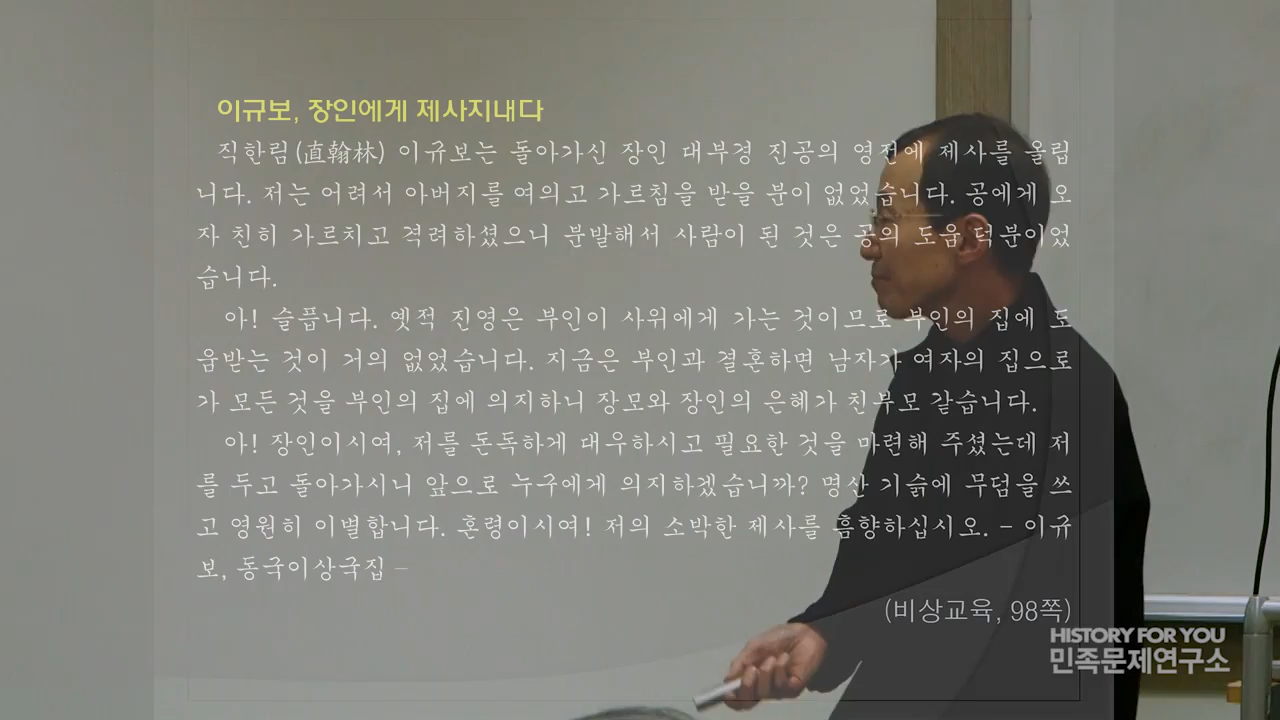 이규보, 장인에게 제사지내다
직한림(直翰林) 이규보는 돌아가신 장인 대부경 진공의 영전에 제사를 올립
니다. 저는 어려서 아버지를 여의고 가르침을 받을 분이 없었습니다. 공에게 오
자 친히 가르치고 격려하셨으니 분발해서 사람이 된 것은 공의 도움 덕분이었
습니다.
아! 슬픕니다. 옛적 진영은 부인이 사위에게 가는 것이므로 부인의 집에 도
움받는 것이 거의 없었습니다. 지금은 부인과 결혼하면 남자가 여자의 집으로
가 모든 것을 부인의 집에 의지하니 장모와 장인의 은혜가 친부모 같습니다.
아! 장인이시여, 저를 돈독하게 대우하시고 필요한 것을 마련해 주셨는데 저
를 두고 돌아가시니 앞으로 누구에게 의지하겠습니까? 명산 기슭에 무덤을 쓰
고 영원히 이별합니다. 혼령이시여! 저의 소박한 제사를 흠향하십시오. – 이규
보, 동국이상국집 –
(비상교육, 98쪽)
HISTORY FOR YOU
민족문제연구소